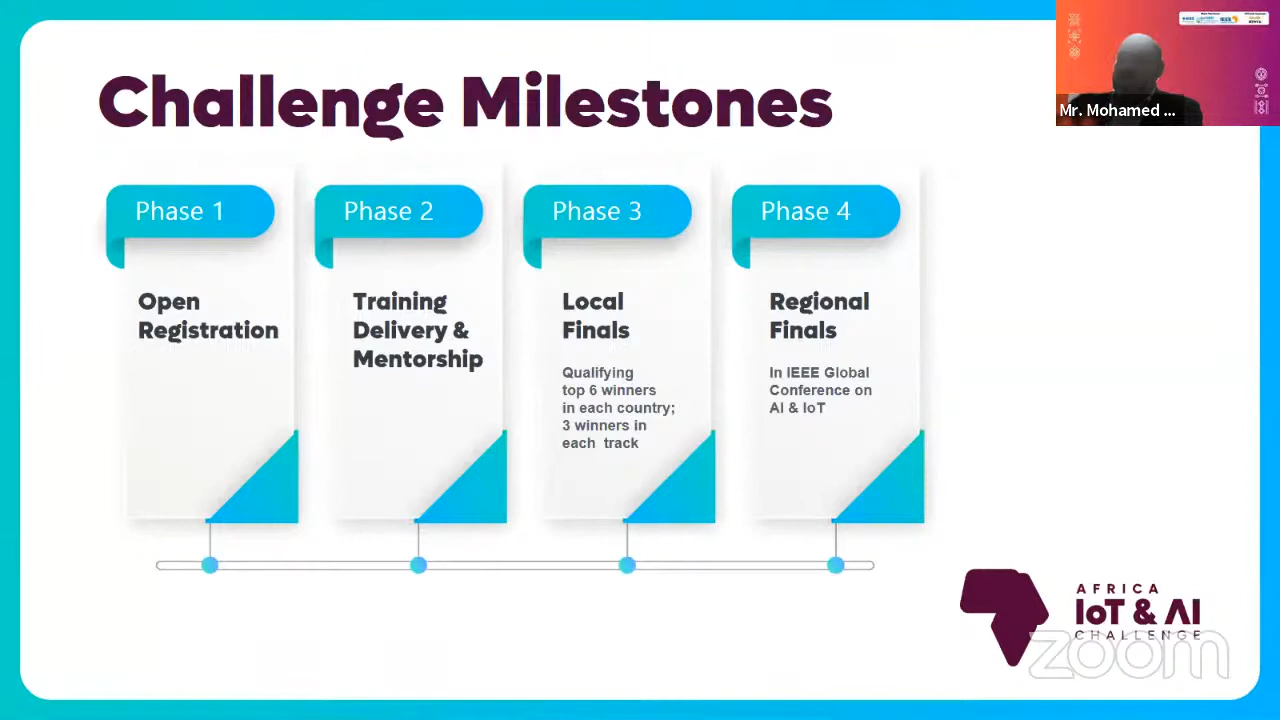 Challenge Milestones
Mr. Mohamed ...
Phase 1
Open
Registration
Phase 2
Training
Delivery &
Mentorship
Phase 3
Local
Finals
Qualifying
top 6 winners
in each country;
3 winners in
each track
Phase 4
Regional
Finals
In IEEE Global
Conference on
AI & IoT
AFRICA
IoT & AI
CHALLENGE
zoom